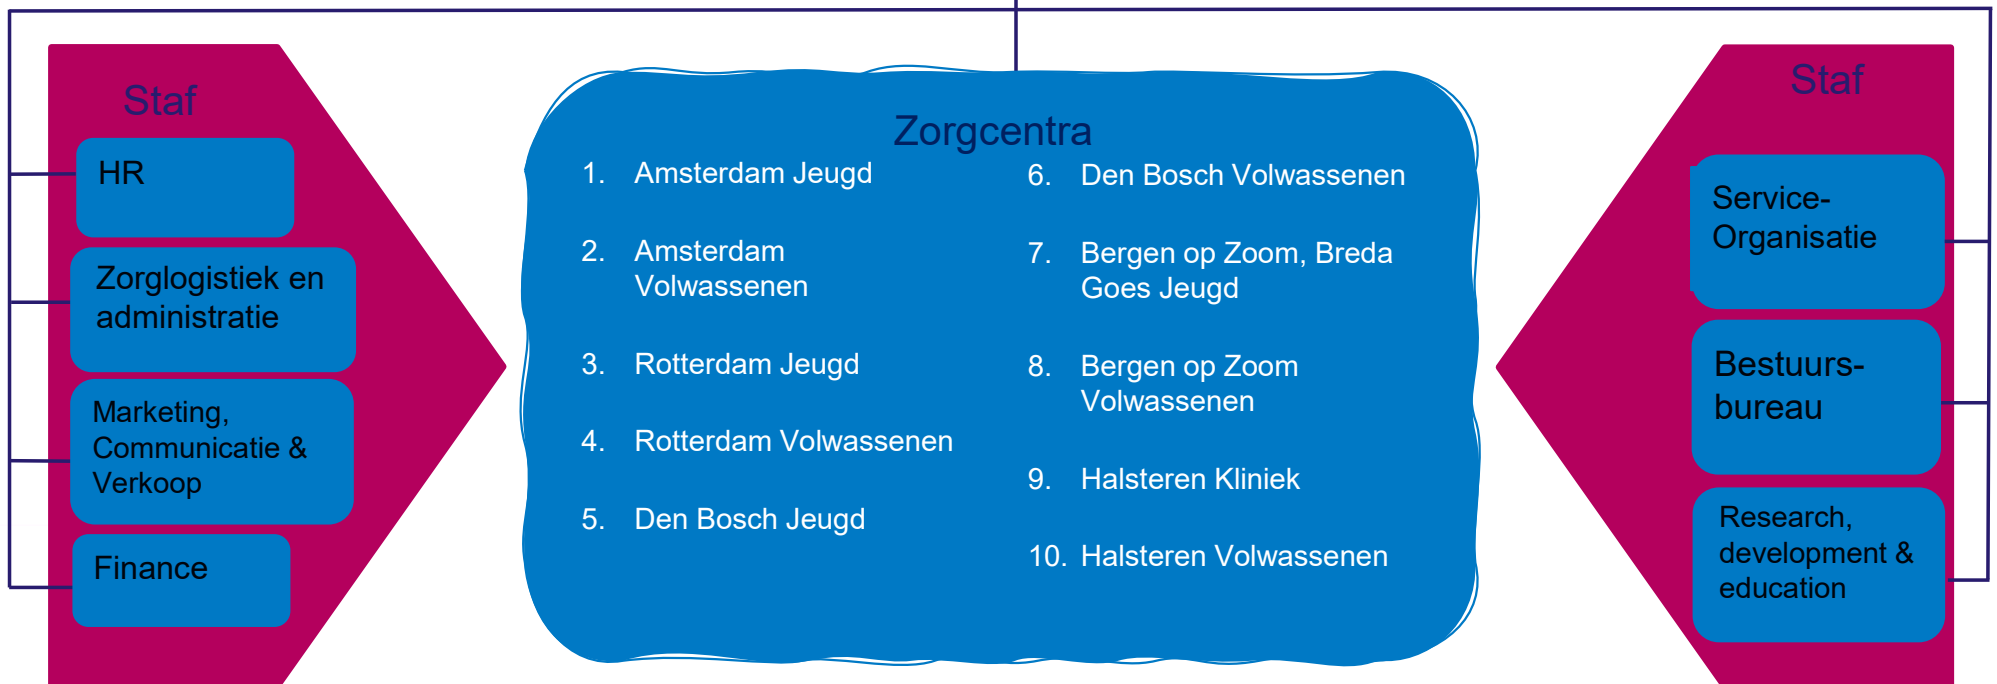 Staf
HR
Zorglogistiek en
administratie
Marketing,
Communicatie &
Verkoop
Finance
Zorgcentra
1. Amsterdam Jeugd
2. Amsterdam
Volwassenen
3. Rotterdam Jeugd
4. Rotterdam Volwassenen
5. Den Bosch Jeugd
6. Den Bosch Volwassenen
7. Bergen op Zoom, Breda
Goes Jeugd
8. Bergen op Zoom
Volwassenen
9. Halsteren Kliniek
10. Halsteren Volwassenen
Staf
Service-
Organisatie
Bestuurs-
bureau
Research,
development &
education